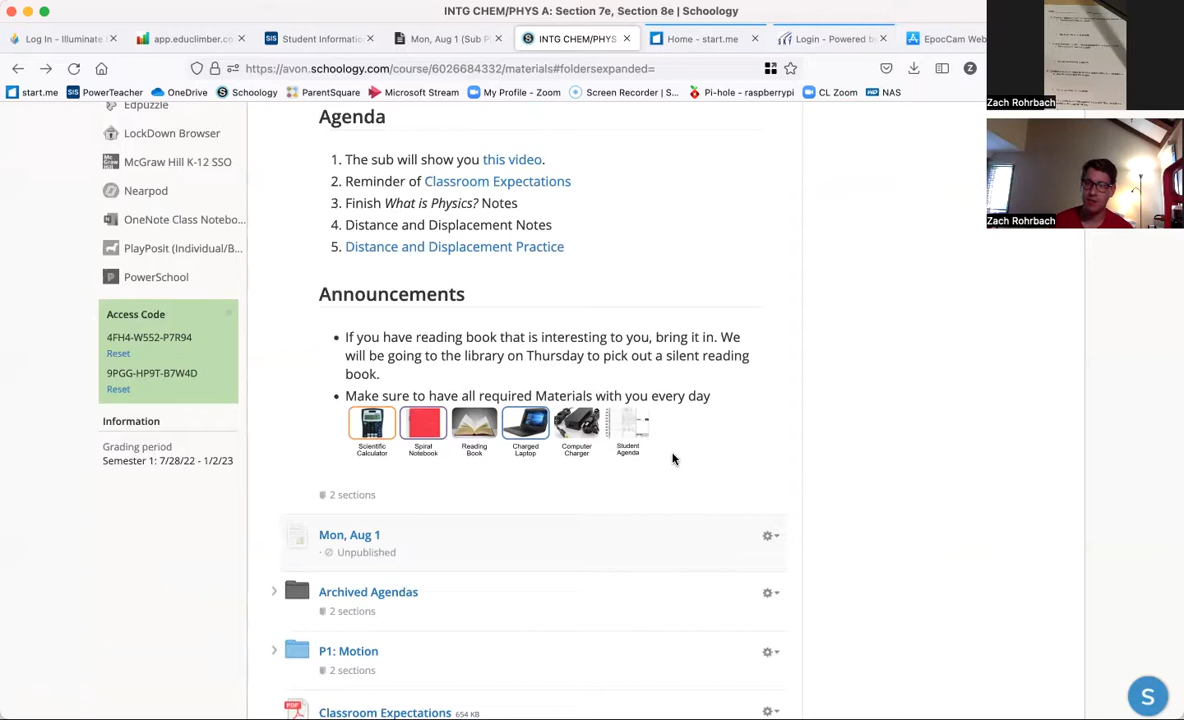 INTG CHEM/PHYS A: Section 7e, Section 8e | Schoology
Log In - Illuminate
app.educlimber.co
Student Informatio
Mon, Aug 1 (Sub P
INTG CHEM/PHYS
Home - start.me
Login - Powered by
EpocCam Web
https://avon.schoology.com/course/6026684332/materials#foldersexpanded=
Z
start.me
PowerTeacher
OneDrive
Schoology
ParentSquare
Microsoft Stream
My Profile - Zoom
Screen Recorder | S...
Pi-hole - raspberrypi
CL Zoom
NAS
Zach Rohrbach
Zach Rohrbach
Edpuzzle
LockDown Browser
McGraw Hill K-12 SSO
Nearpod
OneNote Class Notebo...
PlayPosit (Individual/B...
PowerSchool
Access Code
4FH4-W552-P7R94
Reset
9PGG-HP9T-B7W4D
Reset
Information
Grading period
Semester 1: 7/28/22 - 1/2/23
Agenda
1. The sub will show you this video.
2. Reminder of Classroom Expectations
3. Finish What is Physics? Notes
4. Distance and Displacement Notes
5. Distance and Displacement Practice
Announcements
• If you have reading book that is interesting to you, bring it in. We
will be going to the library on Thursday to pick out a silent reading
book.
• Make sure to have all required Materials with you every day
Scientific Calculator
Spiral Notebook
Reading Book
Charged Laptop
Computer Charger
Student Agenda
2 sections
Mon, Aug 1
Unpublished
Archived Agendas
2 sections
P1: Motion
2 sections
Classroom Expectations 654 KB
S